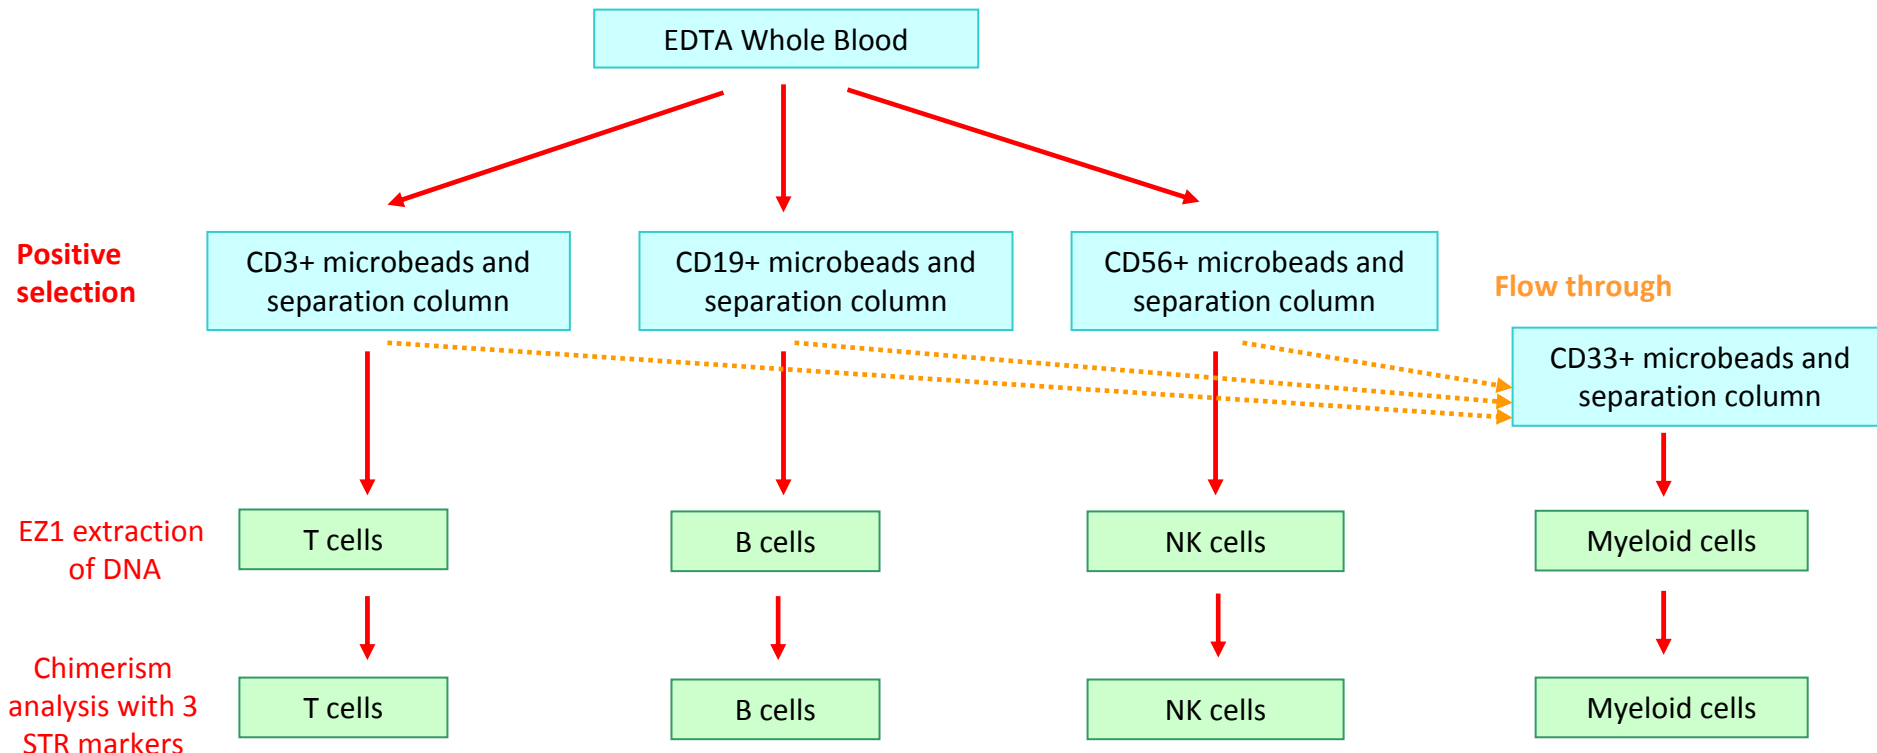 EDTA Whole Blood
Positive
selection
CD3+ microbeads and
separation column
CD19+ microbeads and
separation column
CD56+ microbeads and
separation column
Flow through
CD33+ microbeads and
separation column
EZ1 extraction
of DNA
T cells
B cells
NK cells
Myeloid cells
Chimerism
analysis with 3
STR markers
T cells
B cells
NK cells
Myeloid cells